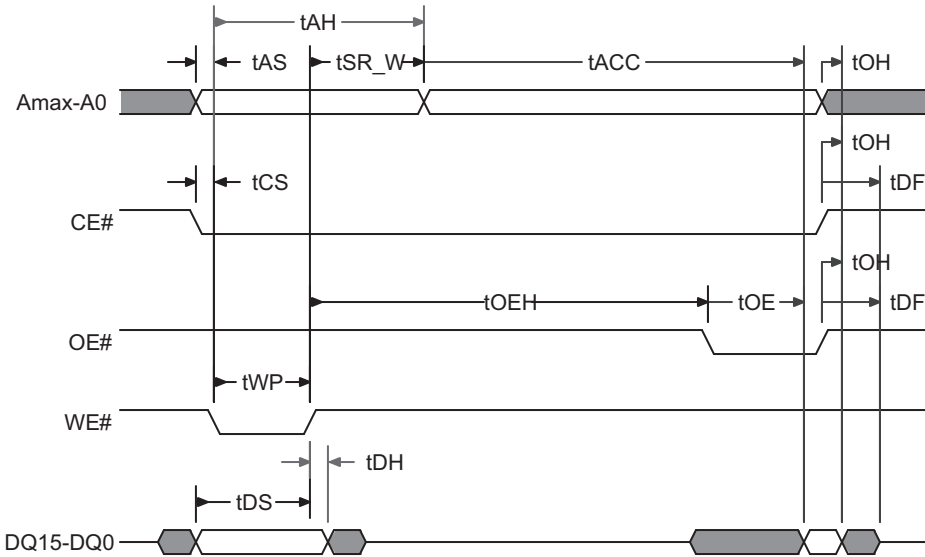 tAH
tAS tSR_W tACC tOH
Amax-A0
tOH
tCS tDF
CE#
tOH
tOEH tOE tDF
OE#
tWP
WE#
tDH
tDS
DQ15-DQ0